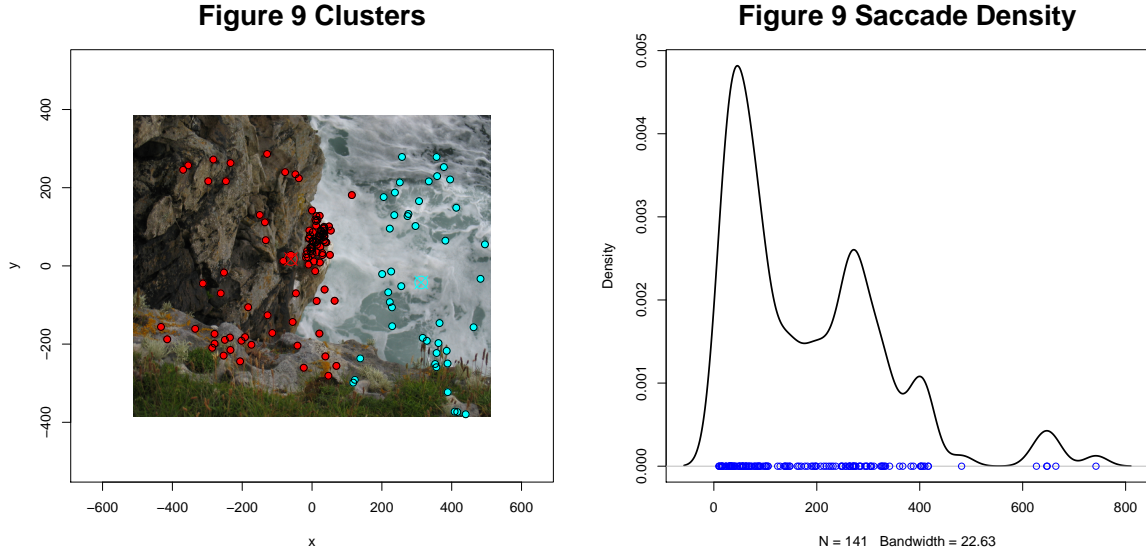 Figure 9 Clusters
400
200
0
−200
−400
y
−600 −400 −200 0 200 400 600
x
Figure 9 Saccade Density
0.005
0.004
0.003
0.002
0.001
0.000
Density
0 200 400 600 800
N = 141 Bandwidth = 22.63